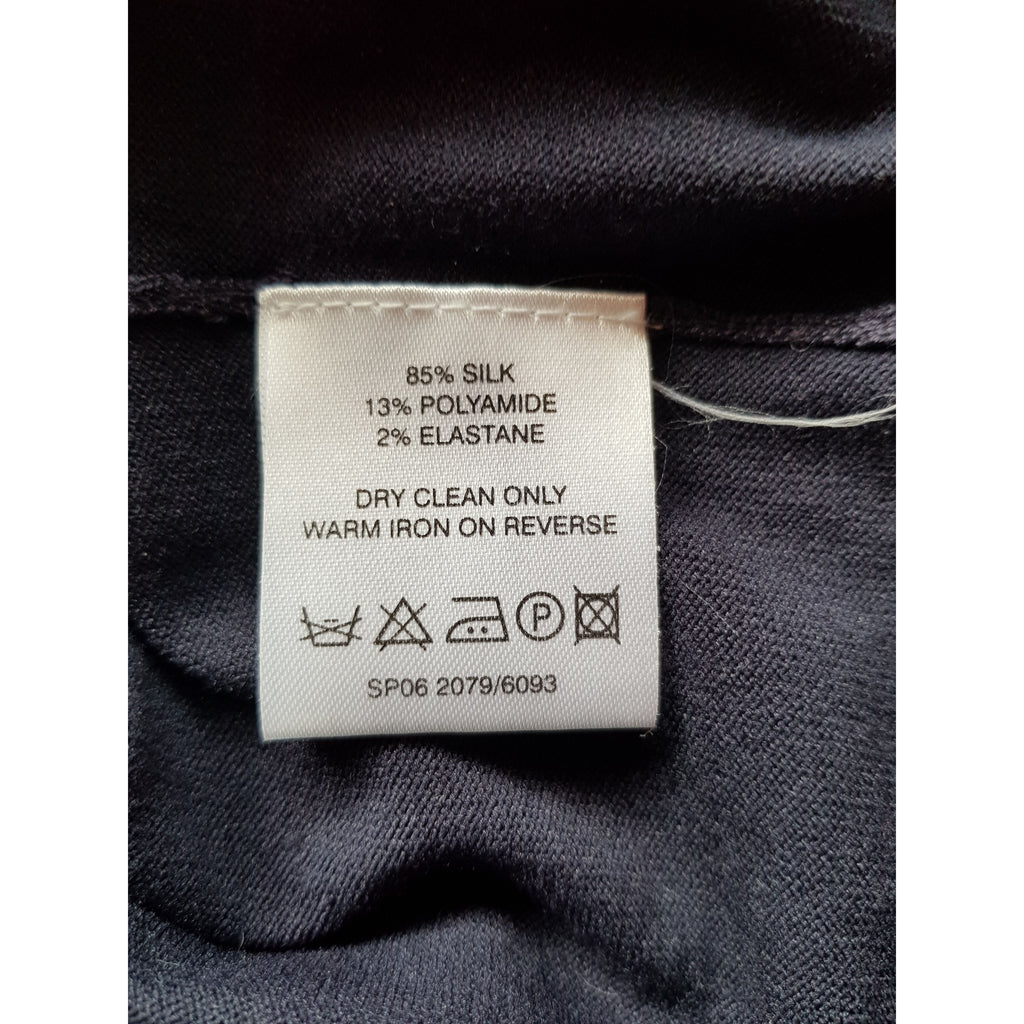 85% SILK
13% POLYAMIDE
2% ELASTANE
DRY CLEAN ONLY
WARM IRON ON REVERSE
P
SP06 2079/6093